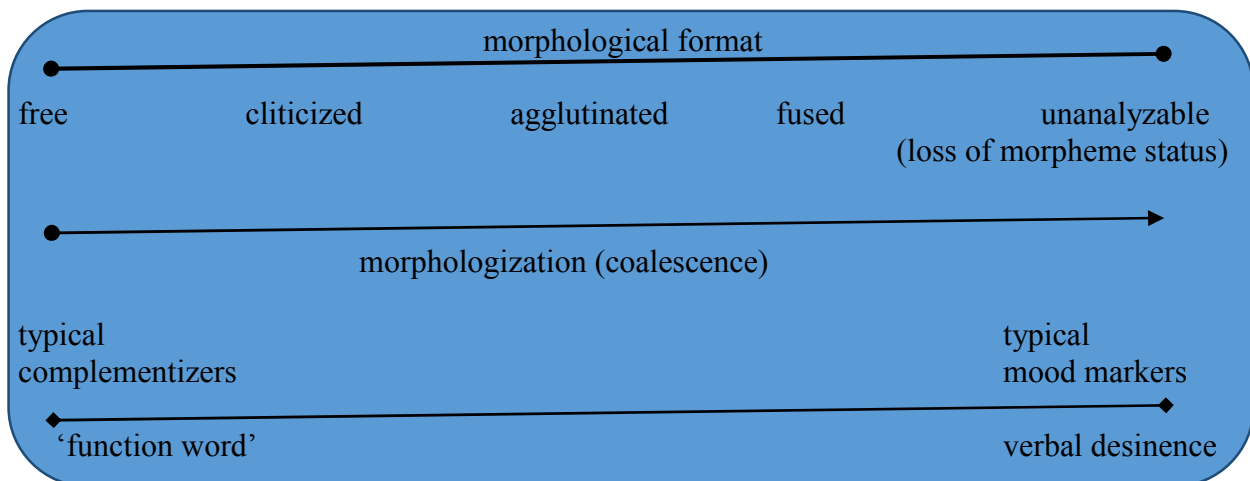 morphological format
free cliticized agglutinated fused unanalyzable
(loss of morpheme status)
morphologization (coalescence)
typical typical
complementizers mood markers
‘function word’ verbal desinence